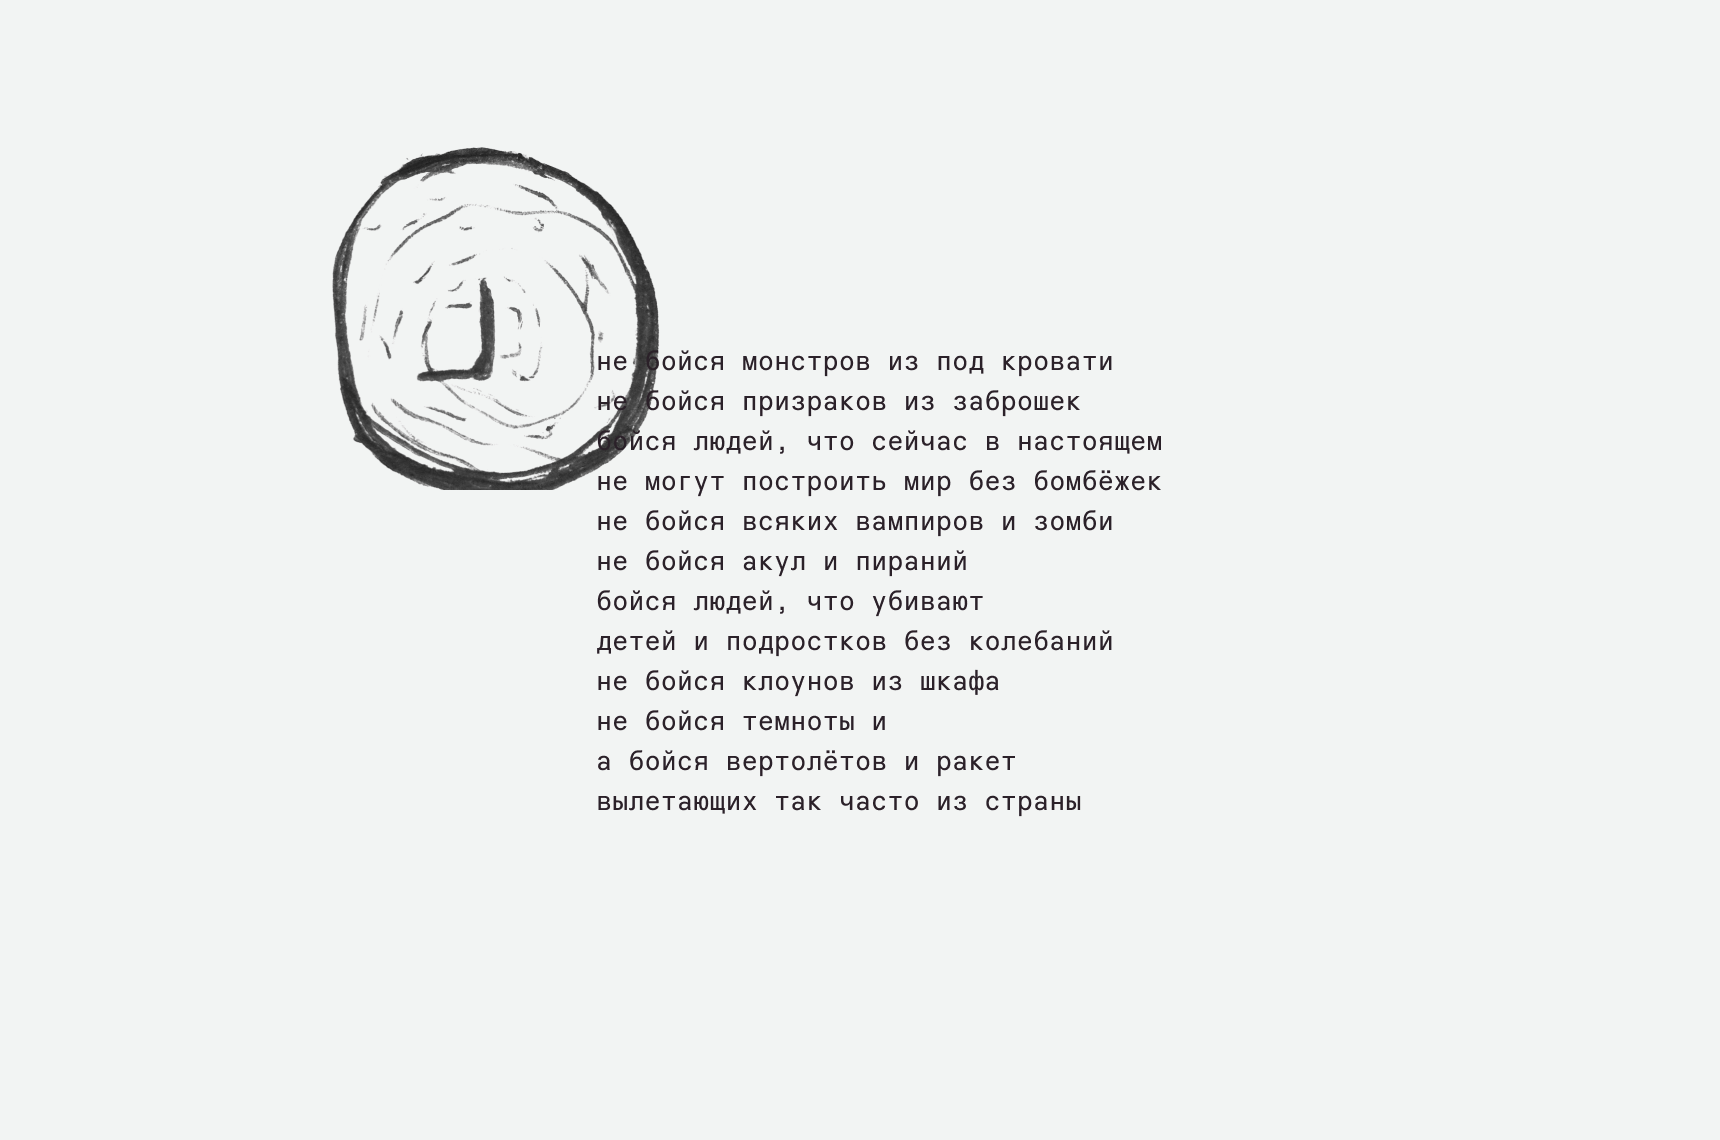 не бойся монстров из под кровати
не бойся призраков из заброшек
бойся людей, что сейчас в настоящем
не могут построить мир без бомбёжек
не бойся всяких вампиров и зомби
не бойся акул и пираний
бойся людей, что убивают
детей и подростков без колебаний
не бойся клоунов из шкафа
не бойся темноты и
а бойся вертолётов и ракет
вылетающих так часто из страны